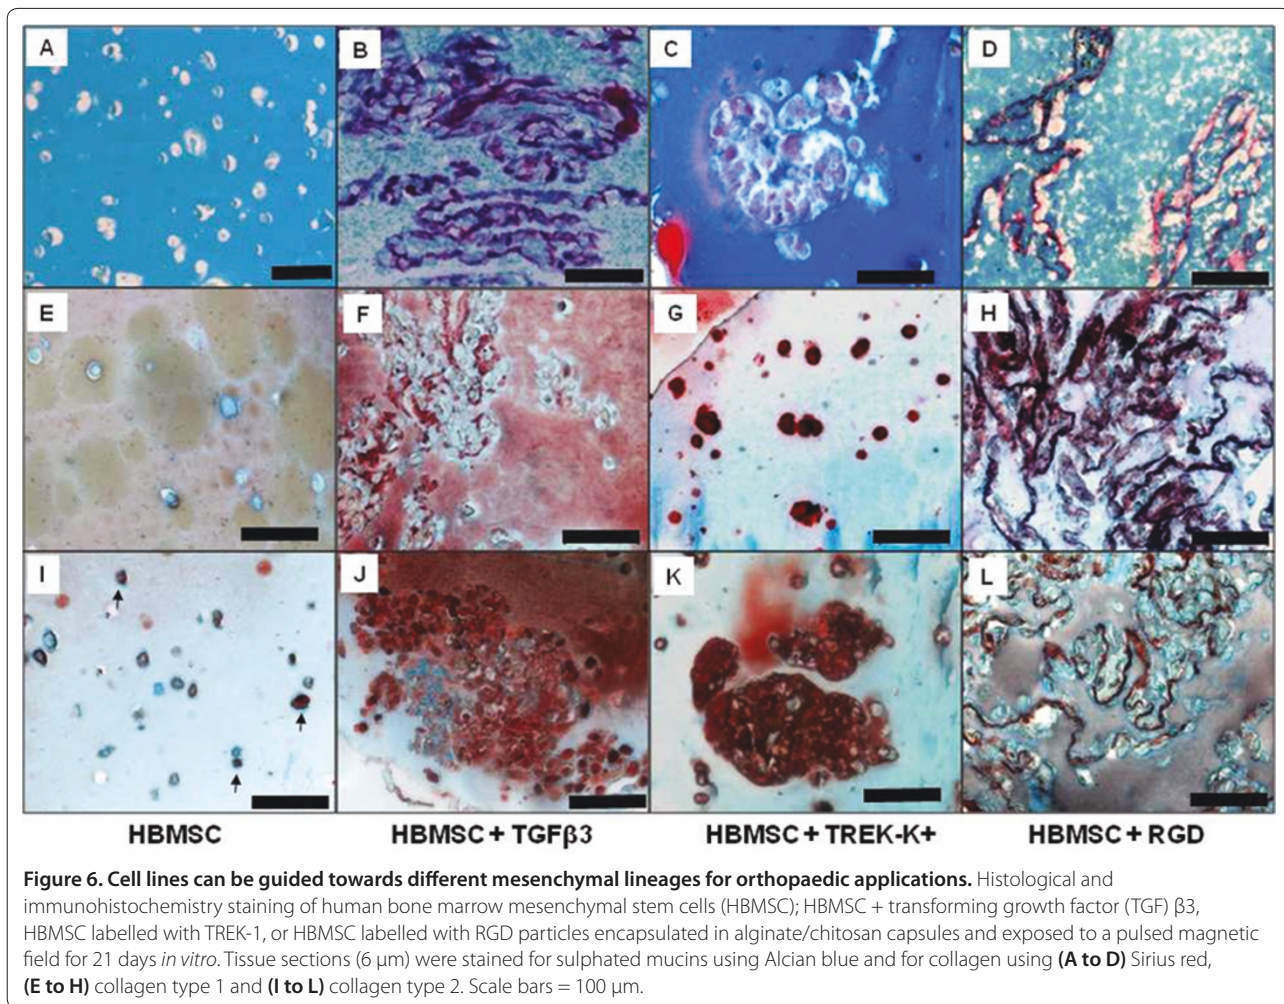 A
B
C
D
E
F
G
H
I
J
K
L
HBMSC
HBMSC + TGFβ3
HBMSC + TREK-K+
HBMSC + RGD
Figure 6. Cell lines can be guided towards different mesenchymal lineages for orthopaedic applications. Histological and
immunohistochemistry staining of human bone marrow mesenchymal stem cells (HBMSC); HBMSC + transforming growth factor (TGF) β3,
HBMSC labelled with TREK-1, or HBMSC labelled with RGD particles encapsulated in alginate/chitosan capsules and exposed to a pulsed magnetic
field for 21 days in vitro. Tissue sections (6 μm) were stained for sulphated mucins using Alcian blue and for collagen using (A to D) Sirius red,
(E to H) collagen type 1 and (I to L) collagen type 2. Scale bars = 100 μm.